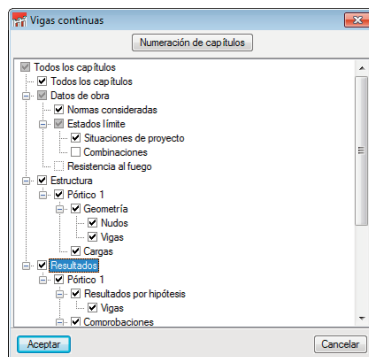 Vigas continuas
Numeración de capítulos
Todos los capítulos
Todos los capítulos
Datos de obra
Normas consideradas
Estados límite
Situaciones de proyecto
Combinaciones
Resistencia al fuego
Estructura
Pórtico 1
Geometría
Nudos
Vigas
Cargas
Resultados
Pórtico 1
Resultados por hipótesis
Vigas
Comprobaciones
Aceptar
Cancelar